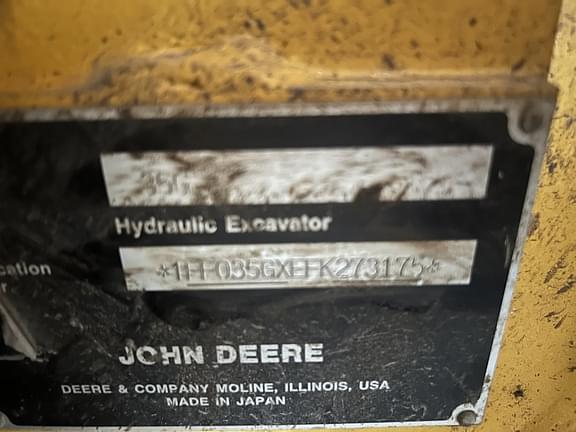 35G
Hydraulic Excavator
cation
r
*1FF035GXEFK273175*
JOHN DEERE
DEERE & COMPANY MOLINE, ILLINOIS, USA
MADE IN JAPAN